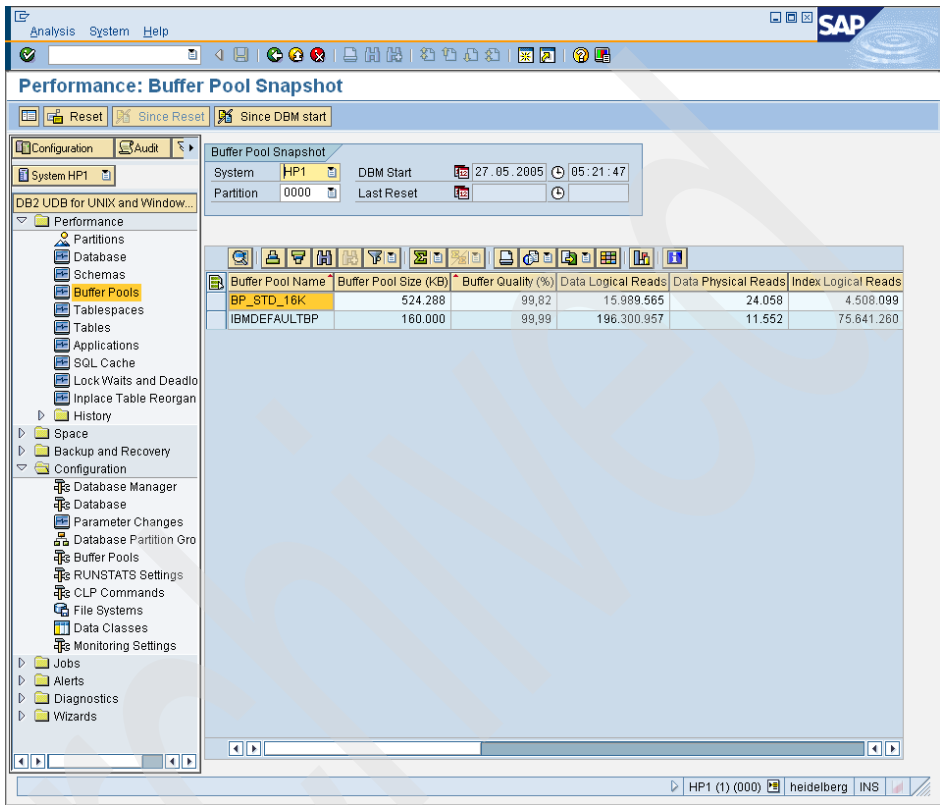 Analysis System Help
SAP
Performance: Buffer Pool Snapshot
Reset Since Reset Since DBM start
Configuration Audit
System HP1
DB2 UDB for UNIX and Window...
Performance
Partitions
Database
Schemas
Buffer Pools
Tablespaces
Tables
Applications
SQL Cache
Lock Waits and Deadlo
Inplace Table Reorgan
History
Space
Backup and Recovery
Configuration
Database Manager
Database
Parameter Changes
Database Partition Gro
Buffer Pools
RUNSTATS Settings
CLP Commands
File Systems
Data Classes
Monitoring Settings
Jobs
Alerts
Diagnostics
Wizards
Buffer Pool Snapshot
System HP1 DBM Start 27.05.2005 05:21:47
Partition 0000 Last Reset
Buffer Pool Name Buffer Pool Size (KB) Buffer Quality (%) Data Logical Reads Data Physical Reads Index Logical Reads
BP_STD_16K 524.288 99,82 15.989.565 24.058 4.508.099
IBMDEFAULTBP 160.000 99,99 196.300.957 11.552 75.641.260
HP1 (1) (000) heidelberg INS